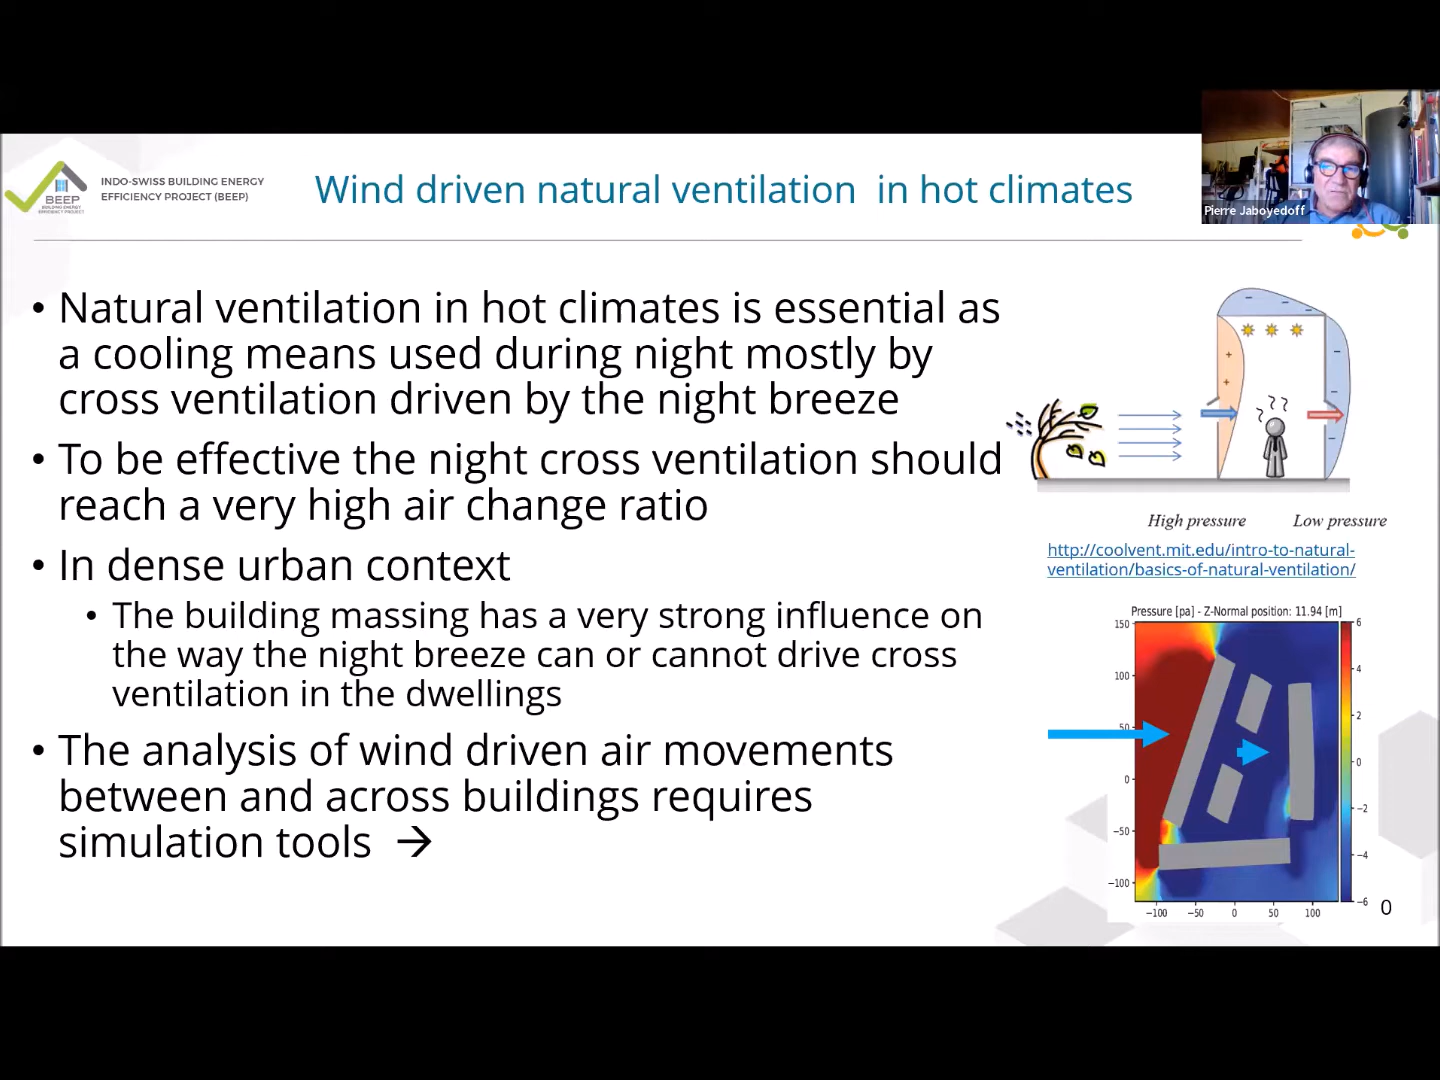 INDO-SWISS BUILDING ENERGY
EFFICIENCY PROJECT (BEEP)
BEEP
BUILDING ENERGY
EFFICIENCY PROJECT
Wind driven natural ventilation in hot climates
Pierre Jaboyedoff
• Natural ventilation in hot climates is essential as
a cooling means used during night mostly by
cross ventilation driven by the night breeze
• To be effective the night cross ventilation should
reach a very high air change ratio
• In dense urban context
• The building massing has a very strong influence on
the way the night breeze can or cannot drive cross
ventilation in the dwellings
• The analysis of wind driven air movements
between and across buildings requires
simulation tools →
High pressure Low pressure
http://coolvent.mit.edu/intro-to-natural-
ventilation/basics-of-natural-ventilation/
Pressure [pa] - Z-Normal position: 11.94 [m]
150
100
50
0
−50
−100
−100 −50 0 50 100
6
4
2
0
−2
−4
−6
0